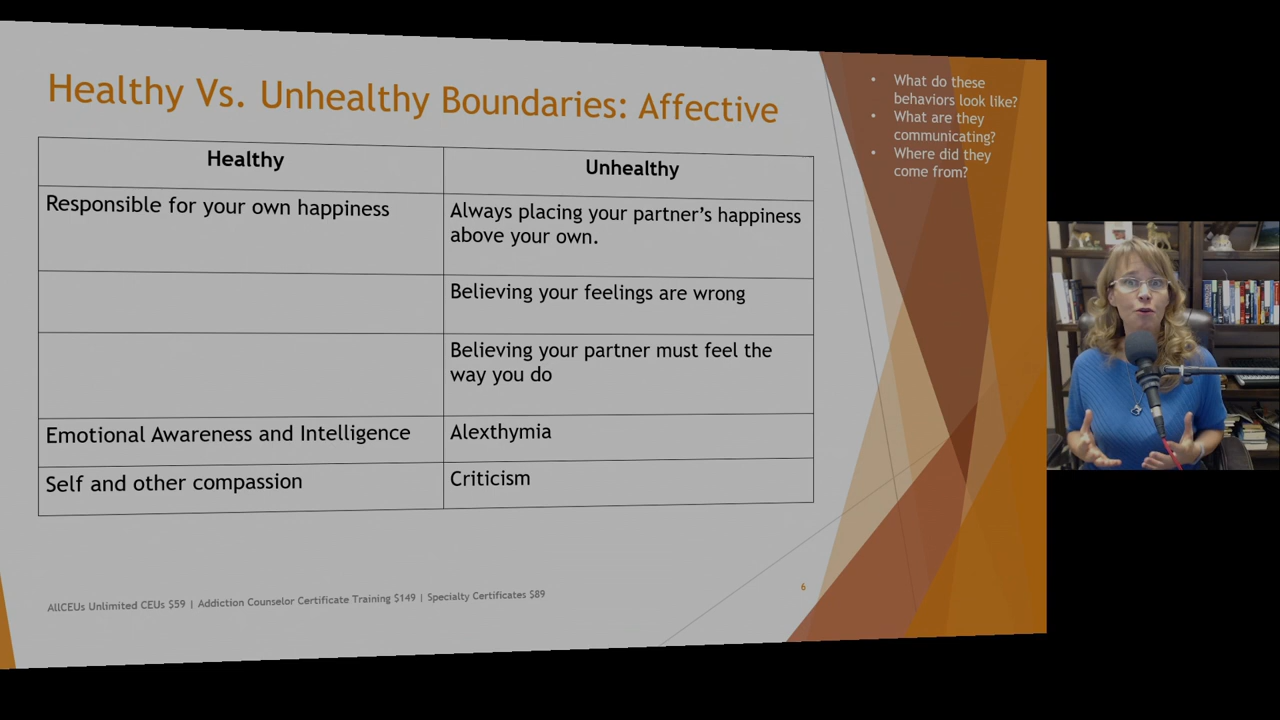 Healthy Vs. Unhealthy Boundaries: Affective
Healthy
Unhealthy
Responsible for your own happiness
Always placing your partner’s happiness
above your own.
Believing your feelings are wrong
Believing your partner must feel the
way you do
Emotional Awareness and Intelligence
Alexthymia
Self and other compassion
Criticism
• What do these
behaviors look like?
• What are they
communicating?
• Where did they
come from?
AllCEUs Unlimited CEUs $59 | Addiction Counselor Certificate Training $149 | Specialty Certificates $89
6